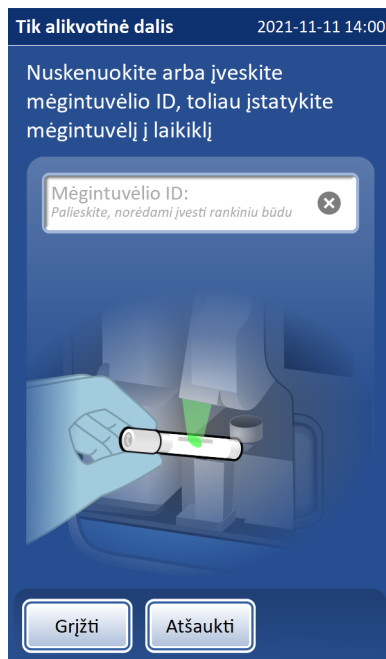 Tik alikvotinė dalis 2021-11-11 14:00
Nuskenuokite arba įveskite
mėgintuvėlio ID, toliau įstatykite
mėgintuvėlį į laikiklį
Mėgintuvėlio ID:
Palieskite, norėdami įvesti rankiniu būdu
Grįžti Atšaukti